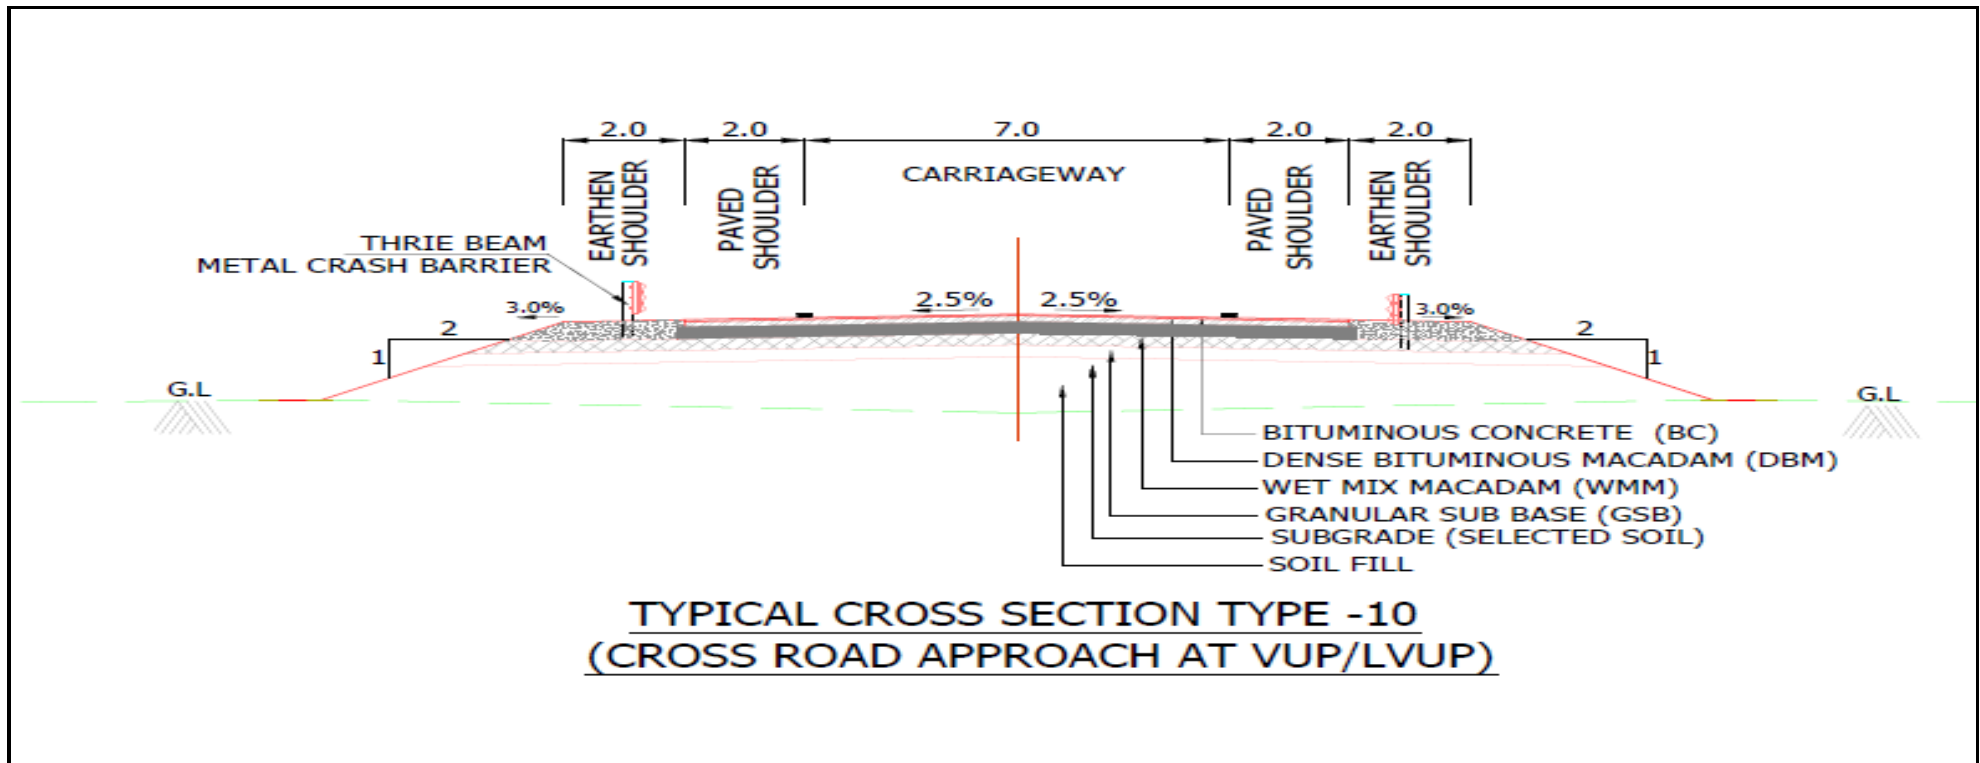 2.0 2.0 7.0 2.0 2.0
CARRIAGEWAY
EARTHEN
SHOULDER
PAVED
SHOULDER
PAVED
SHOULDER
EARTHEN
SHOULDER
THRIE BEAM
METAL CRASH BARRIER
3.0% 2.5% 2.5% 3.0%
2 2
1 1
G.L G.L
BITUMINOUS CONCRETE (BC)
DENSE BITUMINOUS MACADAM (DBM)
WET MIX MACADAM (WMM)
GRANULAR SUB BASE (GSB)
SUBGRADE (SELECTED SOIL)
SOIL FILL
TYPICAL CROSS SECTION TYPE -10
(CROSS ROAD APPROACH AT VUP/LVUP)